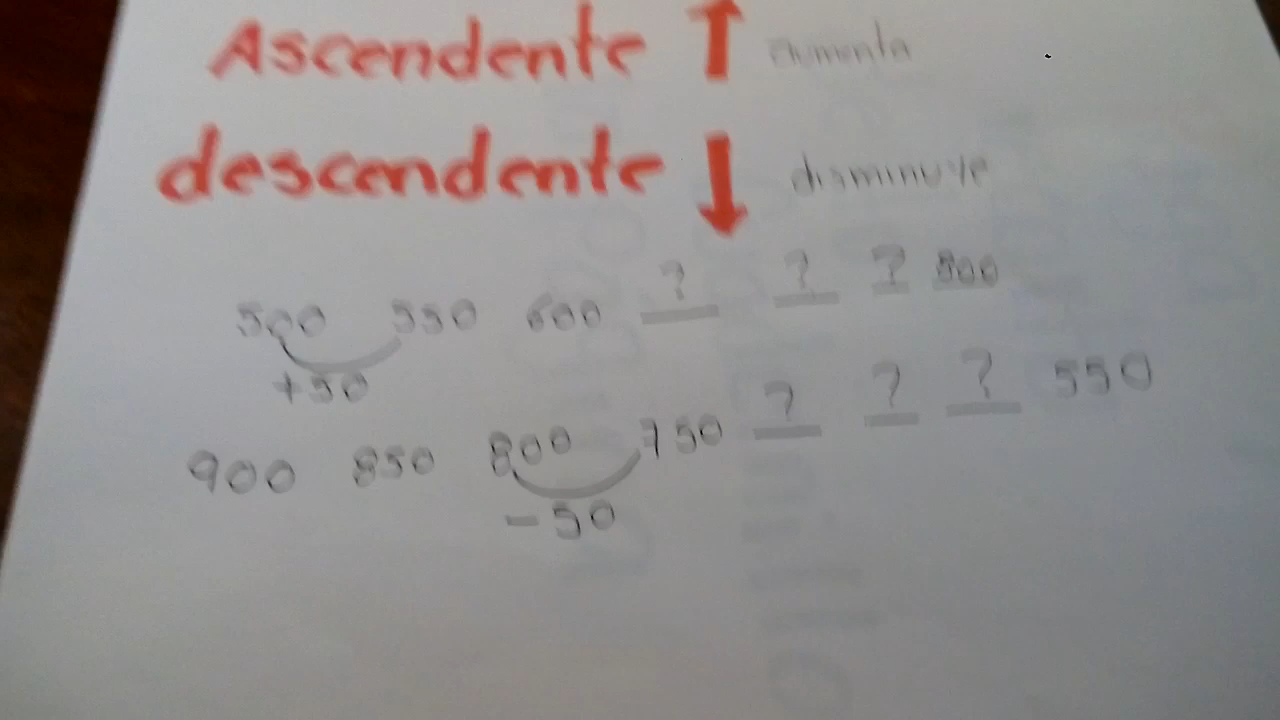 Ascendente ↑ aumenta
descendente ↓ disminuye
500 550 600 ? ? ? 800
+50
900 850 800 750 ? ? ? 550
-50